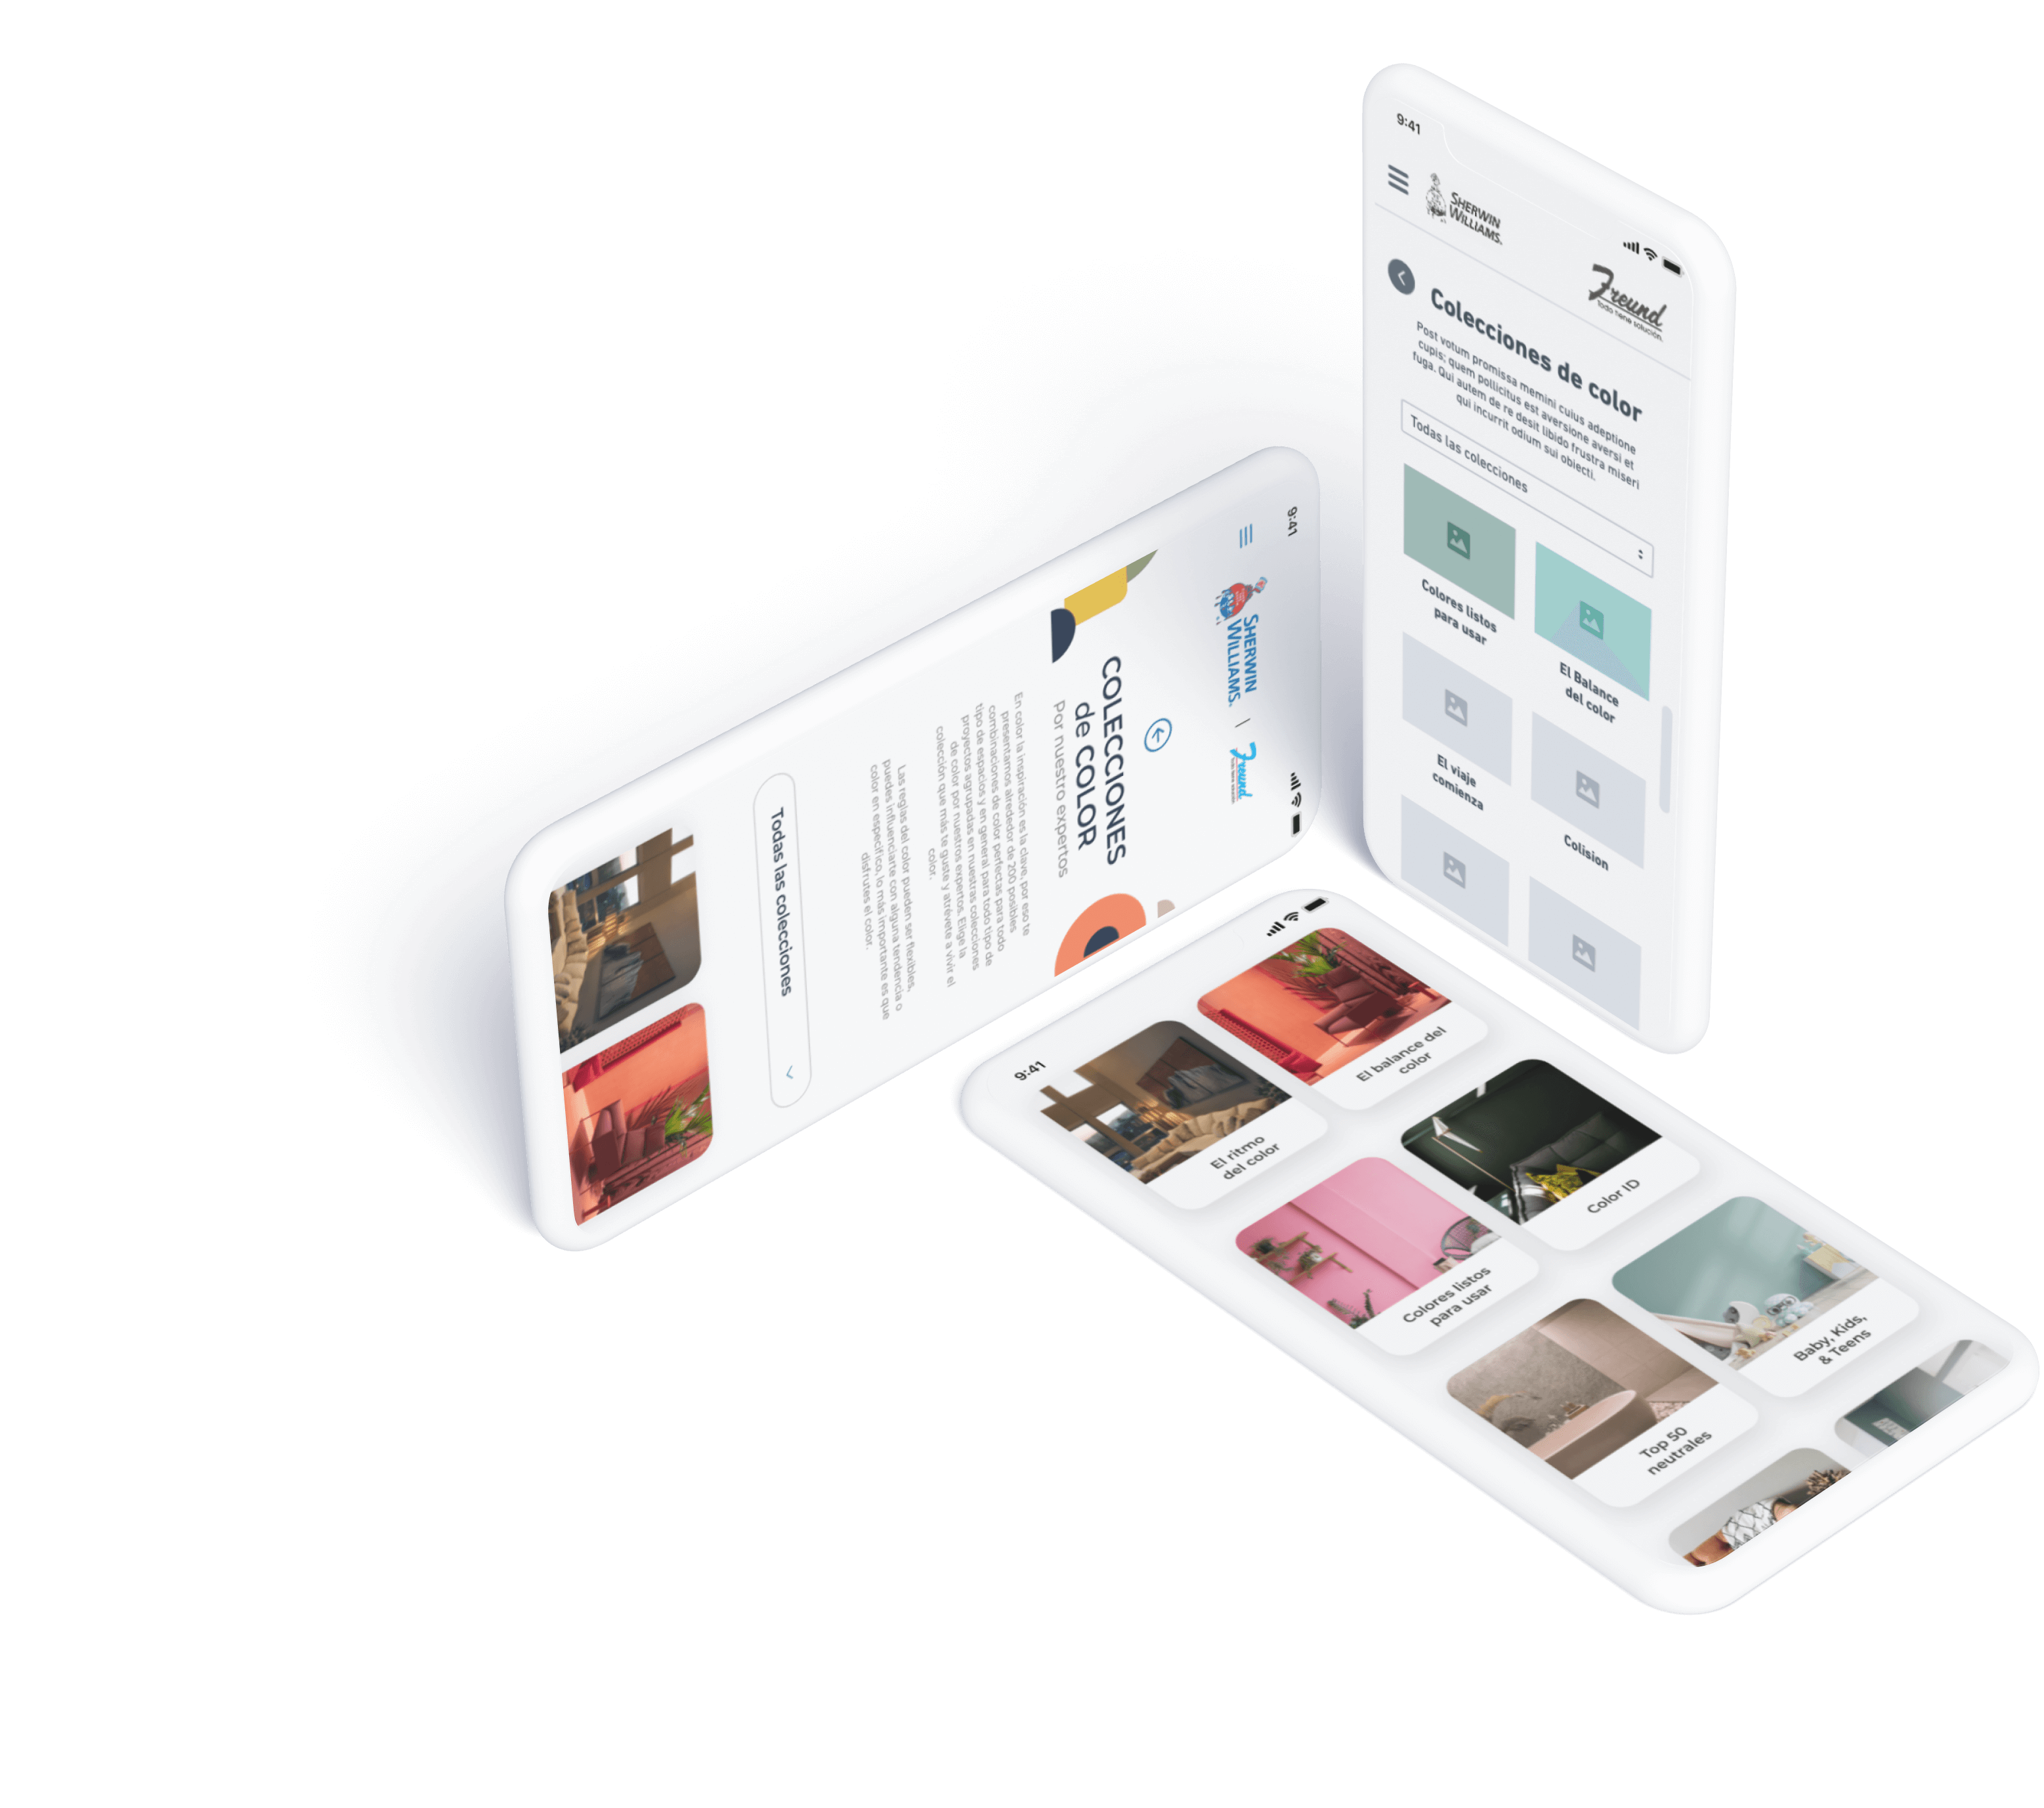 9:41
SHERWIN
WILLIAMS.
Freund
Todo tiene solución.
Colecciones de color
Post votum promissa memini cuius adeptione
cupis; quem pollicitus est aversione aversi et
fuga. Qui autem de re desit libido frustra miseri
qui incurrit odium sui obiecti.
Todas las colecciones
Colores listos
para usar
El Balance
del color
El viaje
comienza
Colision
9:41
SHERWIN
WILLIAMS.
Freund
COLECCIONES
de COLOR
Por nuestro expertos
En color la inspiración es la clave, por eso te
presentamos alrededor de 200 posibles
combinaciones de color perfectas para todo
tipo de espacios y en general para todo tipo de
proyectos agrupadas en nuestras colecciones
de color por nuestros expertos. Elige la
colección que más te guste y atrévete a vivir el
color.
Las reglas del color pueden ser flexibles,
puedes influenciarte con alguna tendencia o
color en específico, lo más importante es que
disfrutes el color.
Todas las colecciones
9:41
El ritmo
del color
El balance del
color
Colores listos
para usar
Color ID
Top 50
neutrales
Baby, Kids,
& Teens